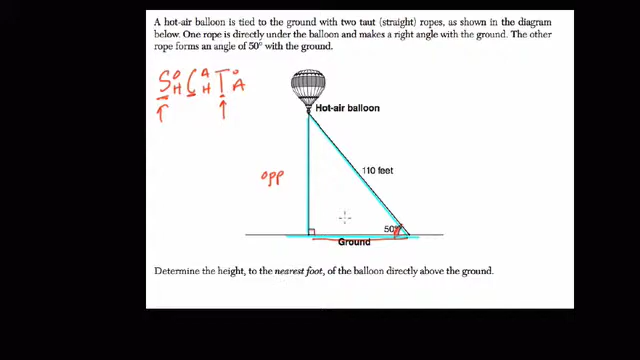 A hot-air balloon is tied to the ground with two taut (straight) ropes, as shown in the diagram
below. One rope is directly under the balloon and makes a right angle with the ground. The other
rope forms an angle of 50° with the ground.
S O H C A H T O A
Hot-air balloon
110 feet
opp
50°
Ground
Determine the height, to the nearest foot, of the balloon directly above the ground.